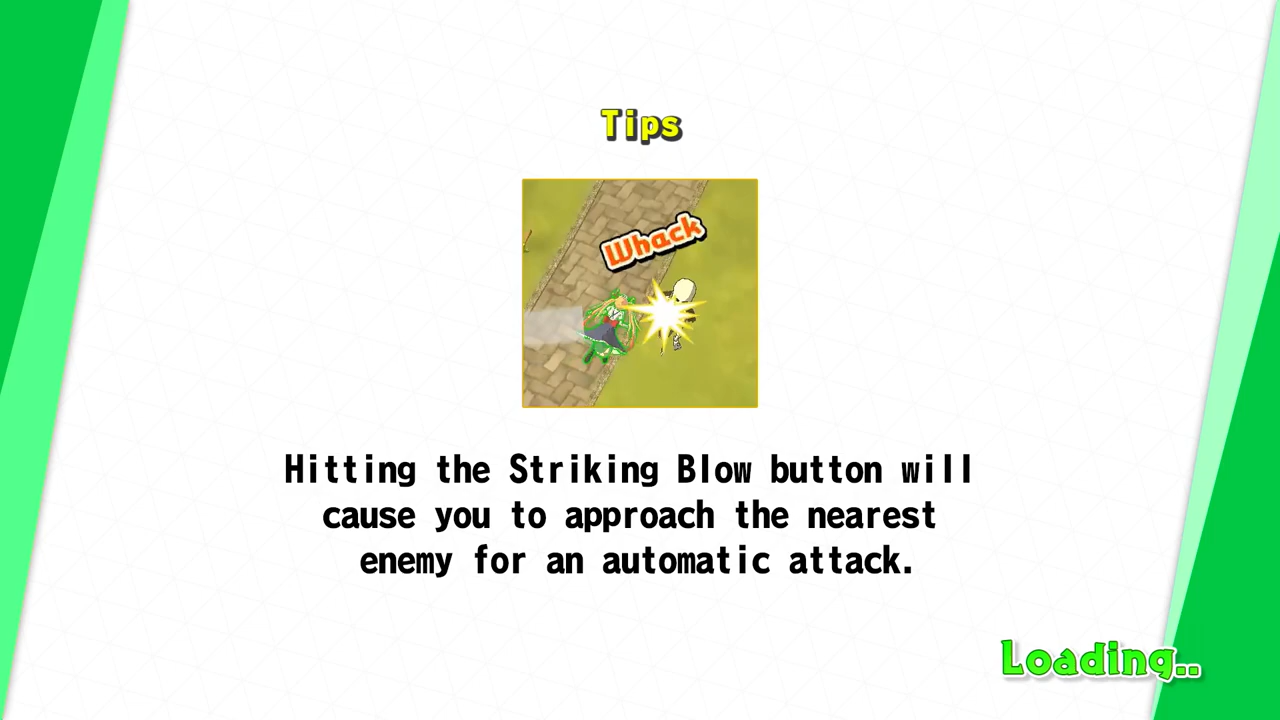 Tips
Whack
Hitting the Striking Blow button will
cause you to approach the nearest
enemy for an automatic attack.
Loading..